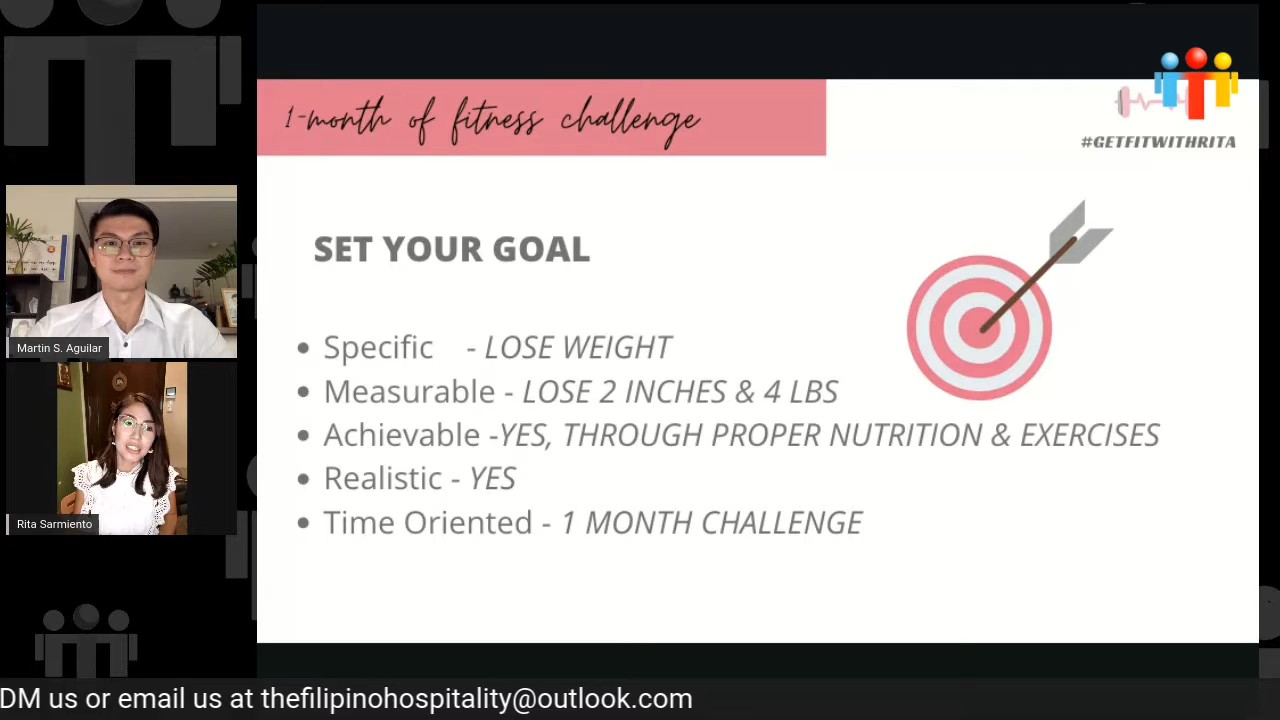 1-month of fitness challenge
#GETFITWITHRITA
SET YOUR GOAL
Specific - LOSE WEIGHT
Measurable - LOSE 2 INCHES & 4 LBS
Achievable -YES, THROUGH PROPER NUTRITION & EXERCISES
Realistic - YES
Time Oriented - 1 MONTH CHALLENGE
Martin S. Aguilar
Rita Sarmiento
DM us or email us at thefilipinohospitality@outlook.com